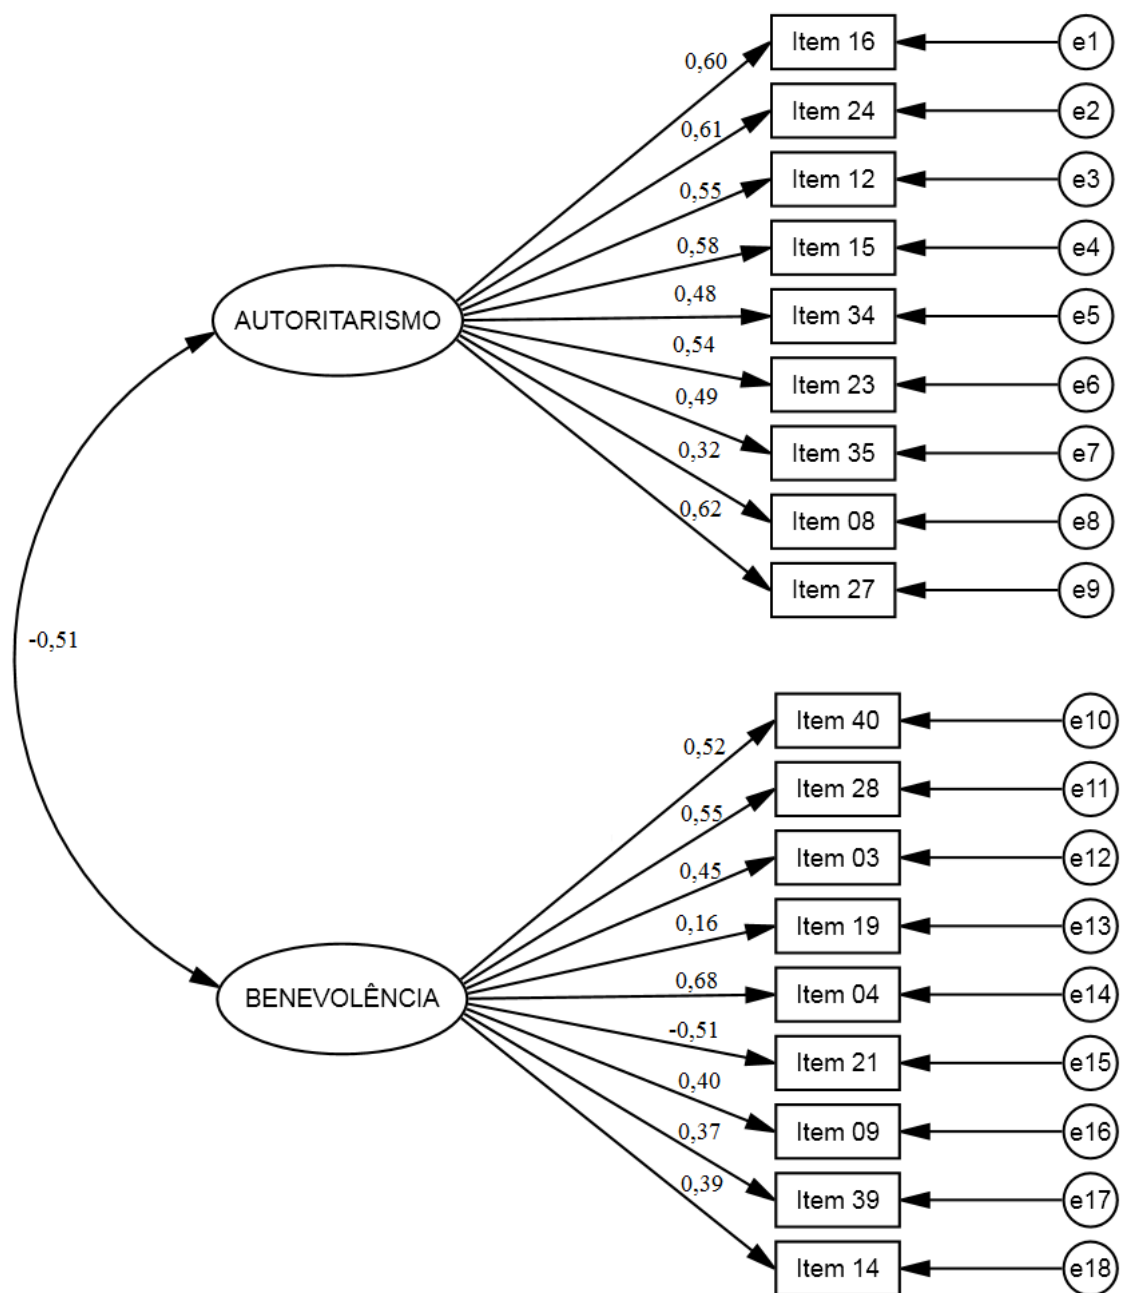 0,60
Item 16
e1
0,61
Item 24
e2
0,55
Item 12
e3
0,58
Item 15
e4
AUTORITARISMO
0,48
Item 34
e5
0,54
Item 23
e6
0,49
Item 35
e7
0,32
Item 08
e8
0,62
Item 27
e9
-0,51
0,52
Item 40
e10
0,55
Item 28
e11
0,45
Item 03
e12
0,16
Item 19
e13
BENEVOLÊNCIA
0,68
Item 04
e14
-0,51
Item 21
e15
0,40
Item 09
e16
0,37
Item 39
e17
0,39
Item 14
e18